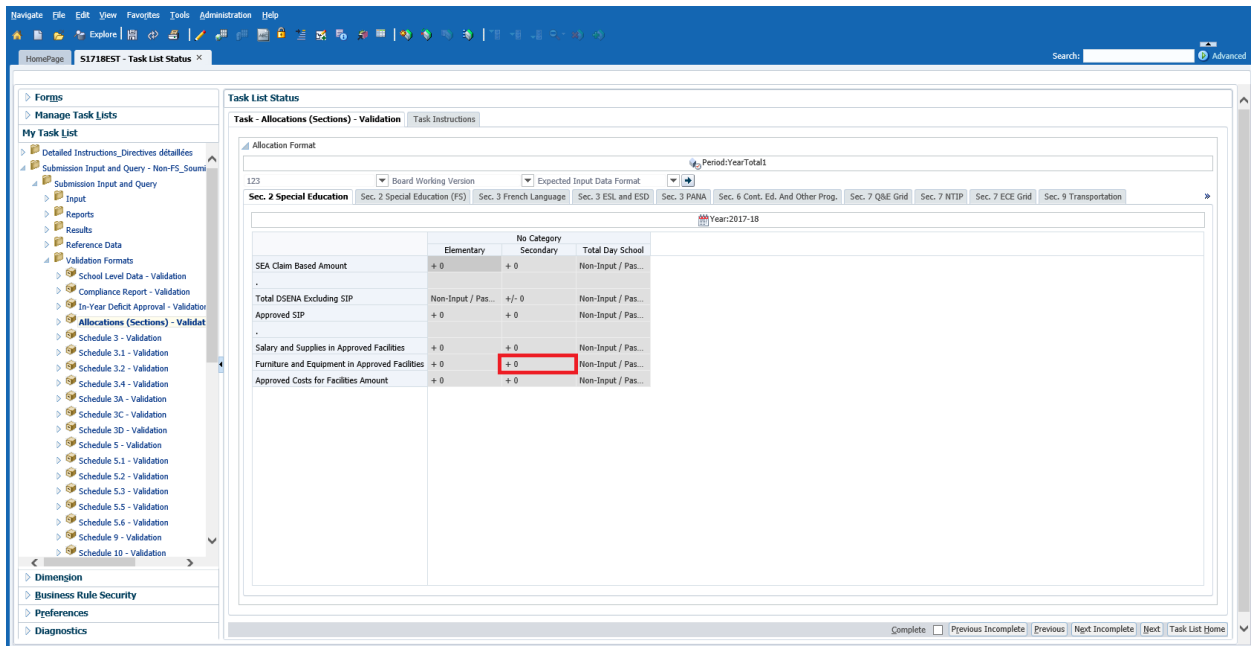 Navigate File Edit View Favorites Tools Administration Help
Explore
HomePage S1718EST - Task List Status ×
Search: Advanced
Forms
Manage Task Lists
My Task List
Detailed Instructions_Directives détaillées
Submission Input and Query - Non-FS_Soumi
Submission Input and Query
Input
Reports
Results
Reference Data
Validation Formats
School Level Data - Validation
Compliance Report - Validation
In-Year Deficit Approval - Validation
Allocations (Sections) - Validat
Schedule 3 - Validation
Schedule 3.1 - Validation
Schedule 3.2 - Validation
Schedule 3.4 - Validation
Schedule 3A - Validation
Schedule 3C - Validation
Schedule 3D - Validation
Schedule 5 - Validation
Schedule 5.1 - Validation
Schedule 5.2 - Validation
Schedule 5.3 - Validation
Schedule 5.5 - Validation
Schedule 5.6 - Validation
Schedule 9 - Validation
Schedule 10 - Validation
Dimension
Business Rule Security
Preferences
Diagnostics
Task List Status
Task - Allocations (Sections) - Validation Task Instructions
Allocation Format
Period:YearTotal1
123 Board Working Version Expected Input Data Format
Sec. 2 Special Education Sec. 2 Special Education (FS) Sec. 3 French Language Sec. 3 ESL and ESD Sec. 3 PANA Sec. 6 Cont. Ed. And Other Prog. Sec. 7 Q&E Grid Sec. 7 NTIP Sec. 7 ECE Grid Sec. 9 Transportation »
Year:2017-18
No Category
Elementary Secondary Total Day School
SEA Claim Based Amount + 0 + 0 Non-Input / Pas...
.
Total DSENA Excluding SIP Non-Input / Pas... +/- 0 Non-Input / Pas...
Approved SIP + 0 + 0 Non-Input / Pas...
.
Salary and Supplies in Approved Facilities + 0 + 0 Non-Input / Pas...
Furniture and Equipment in Approved Facilities + 0 + 0 Non-Input / Pas...
Approved Costs for Facilities Amount + 0 + 0 Non-Input / Pas...
Complete Previous Incomplete Previous Next Incomplete Next Task List Home